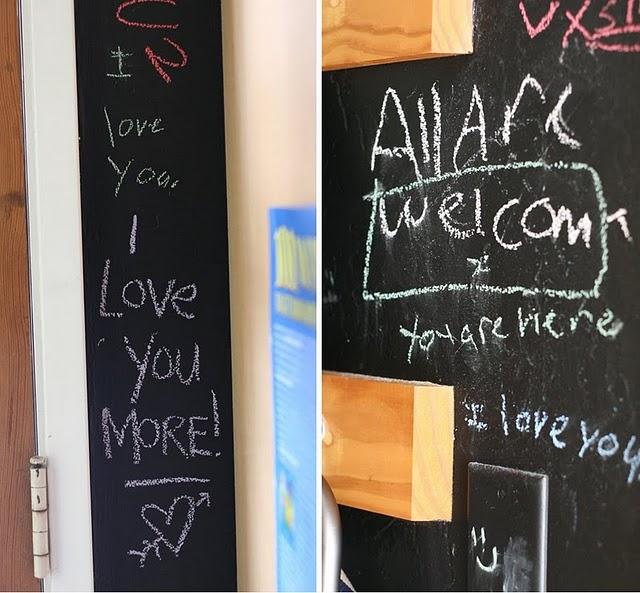 I
love
you
I
Love
You
MORE!
All Are
welcom
x
you are here
I love you